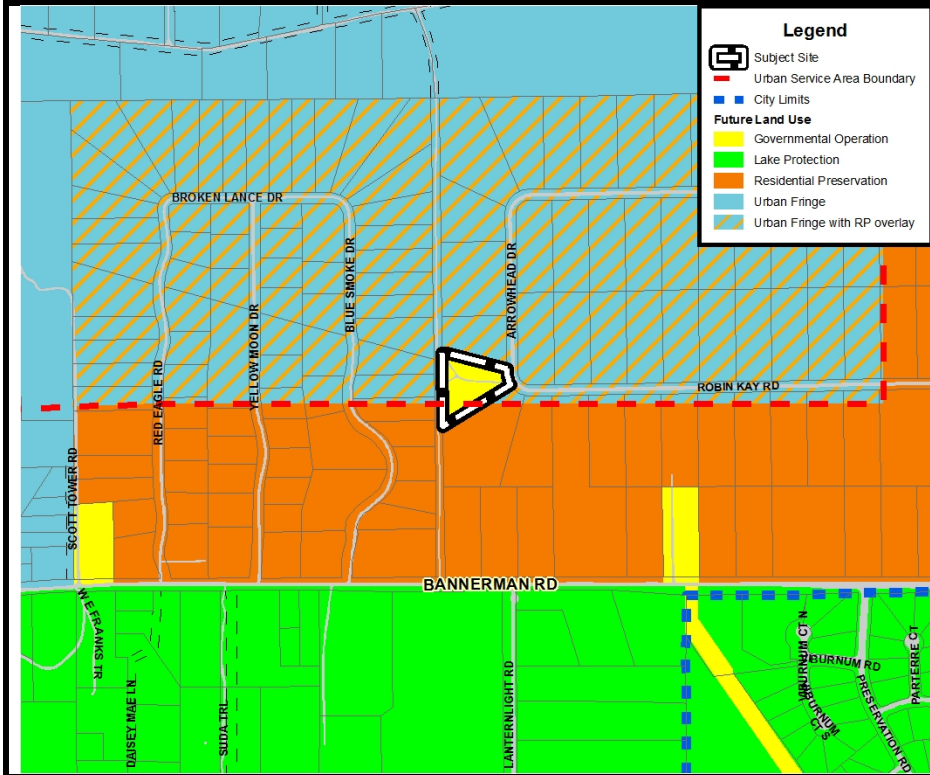 Legend
Subject Site
Urban Service Area Boundary
City Limits
Future Land Use
Governmental Operation
Lake Protection
Residential Preservation
Urban Fringe
Urban Fringe with RP overlay
BROKEN LANCE DR
BLUE SMOKE DR
ARROWHEAD DR
YELLOW MOON DR
RED EAGLE RD
ROBIN KAY RD
SCOTT TOWER RD
BANNERMAN RD
W E FRANKS TR
DAISEY MAE LN
SUDA TRL
LANTERNLIGHT RD
BURNUM RD
PRESERVATION RD
PARTERRE CT